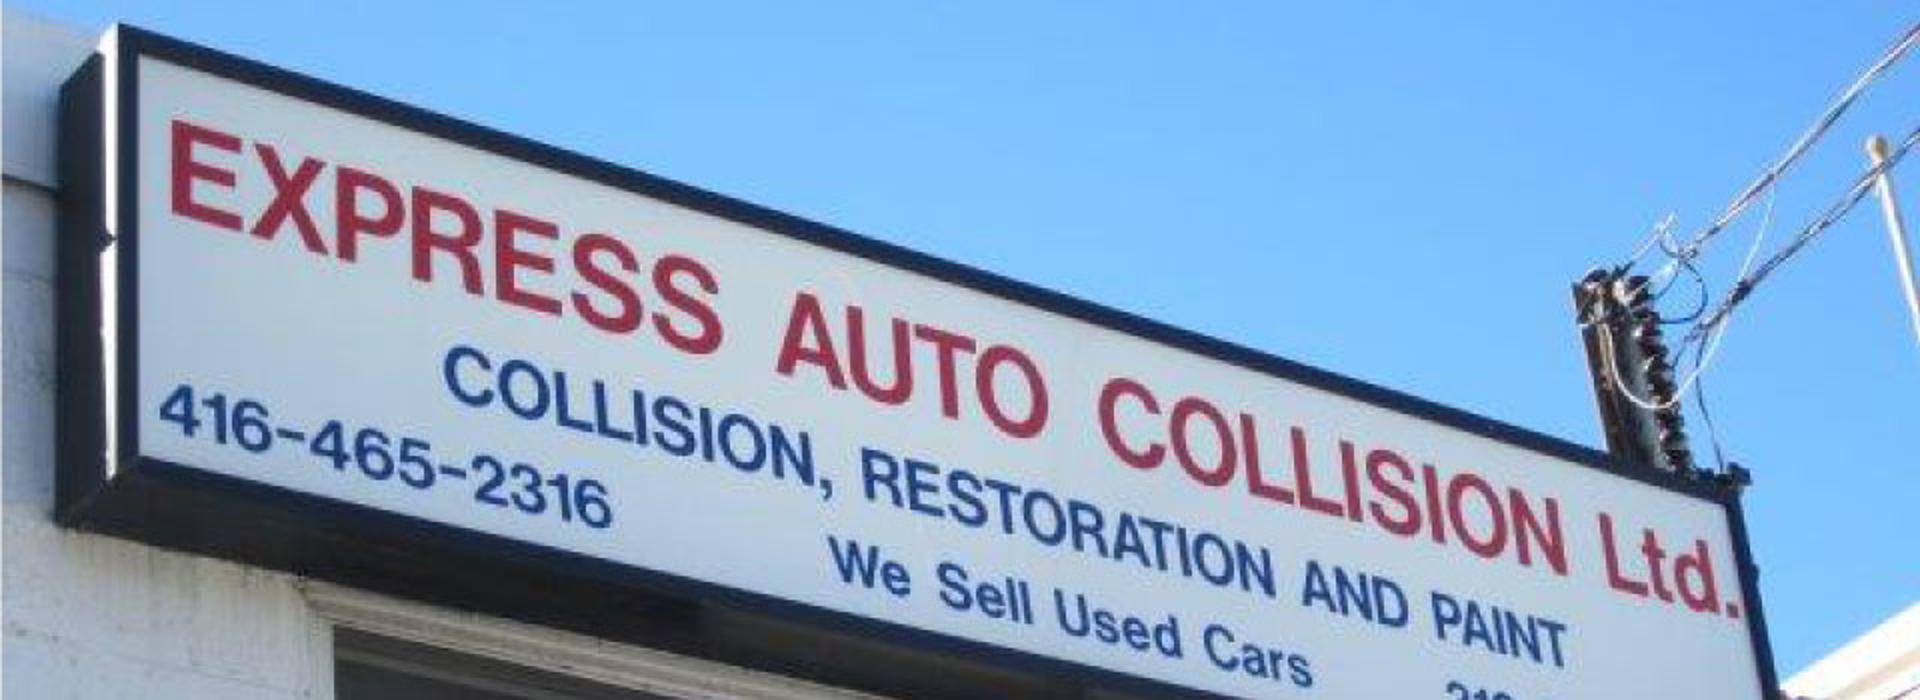 EXPRESS AUTO COLLISION Ltd.
COLLISION, RESTORATION AND PAINT
416-465-2316
We Sell Used Cars